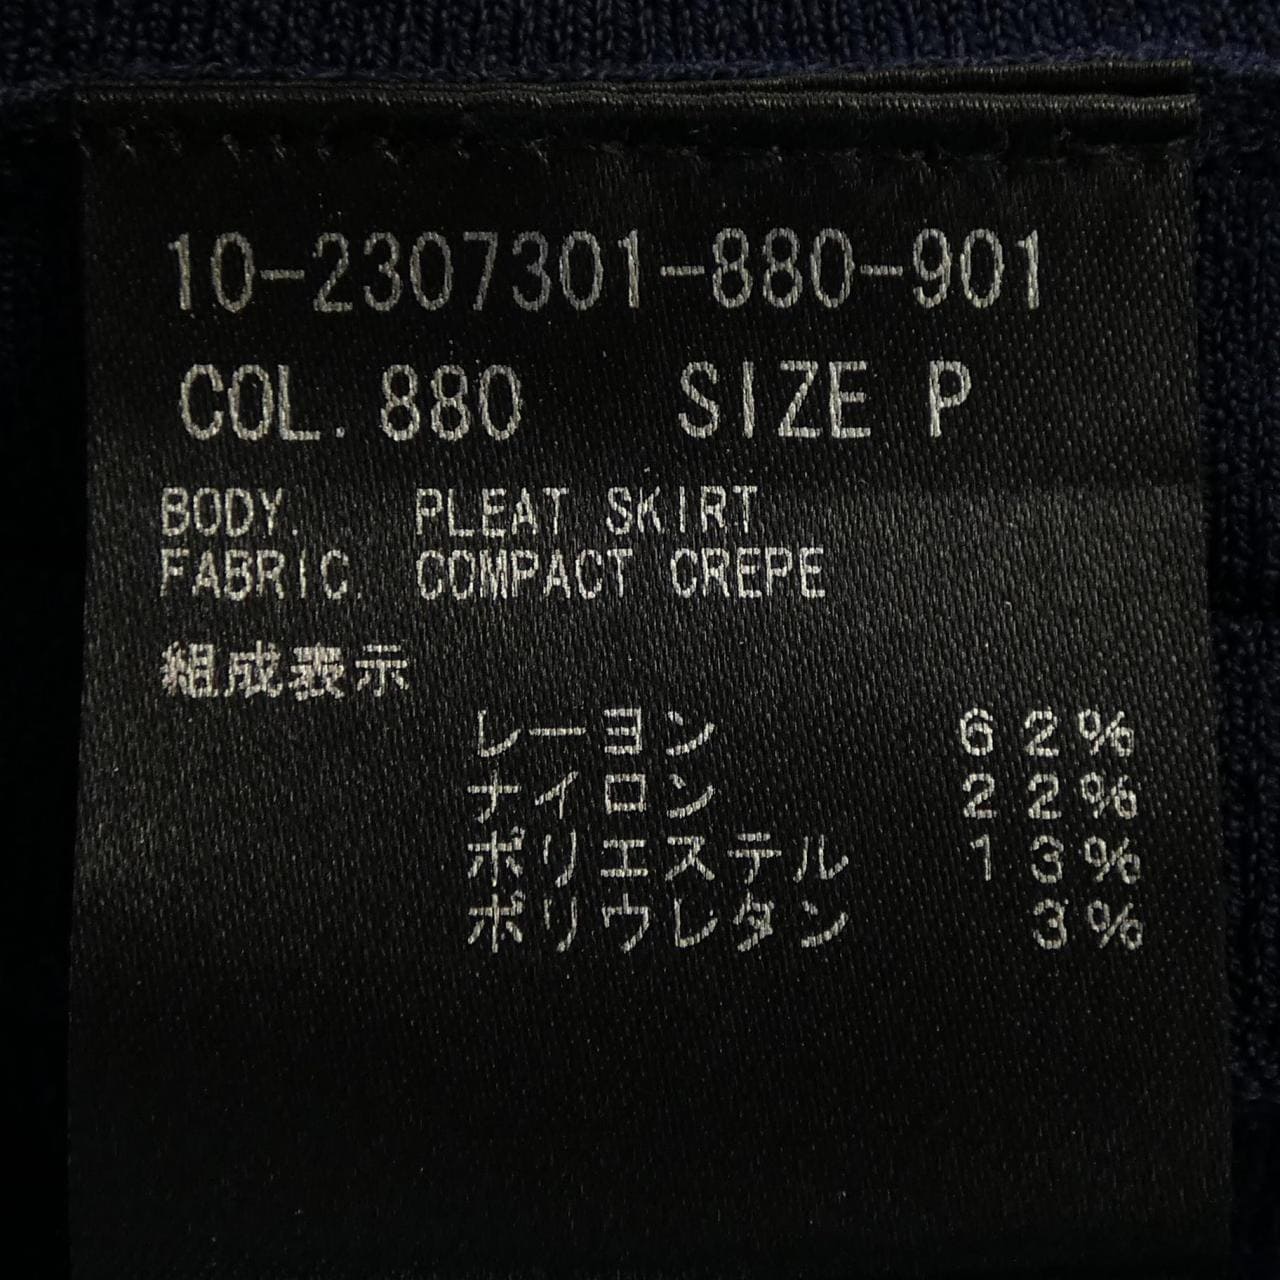 10-2307301-880-901
COL. 880 SIZE P
BODY. PLEAT SKIRT
FABRIC. COMPACT CREPE
組成表示
レーヨン 62%
ナイロン 22%
ポリエステル 13%
ポリウレタン 3%